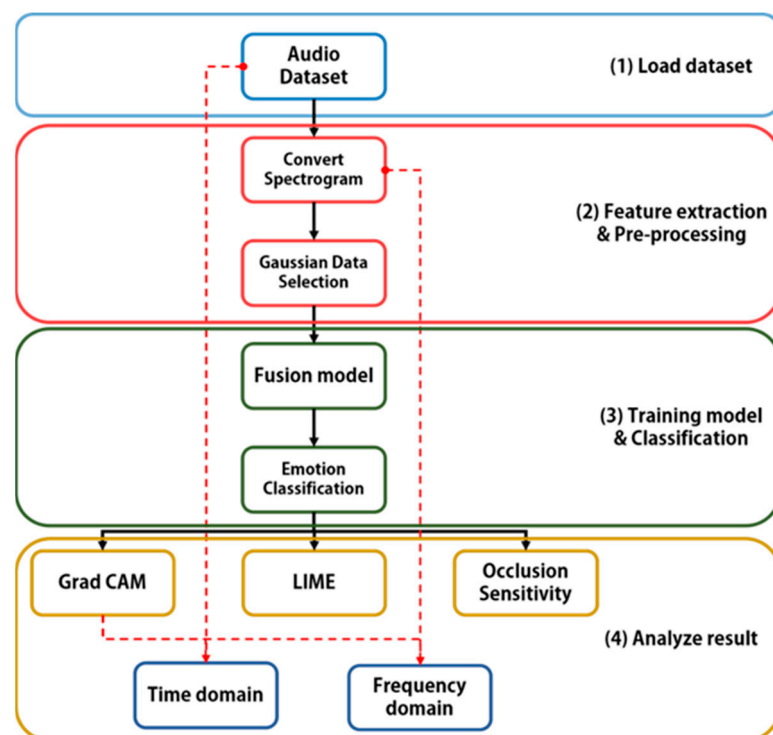 Audio
Dataset
(1) Load dataset
Convert
Spectrogram
(2) Feature extraction
& Pre-processing
Gaussian Data
Selection
Fusion model
(3) Training model
& Classification
Emotion
Classification
Grad CAM
LIME
Occlusion
Sensitivity
(4) Analyze result
Time domain
Frequency
domain